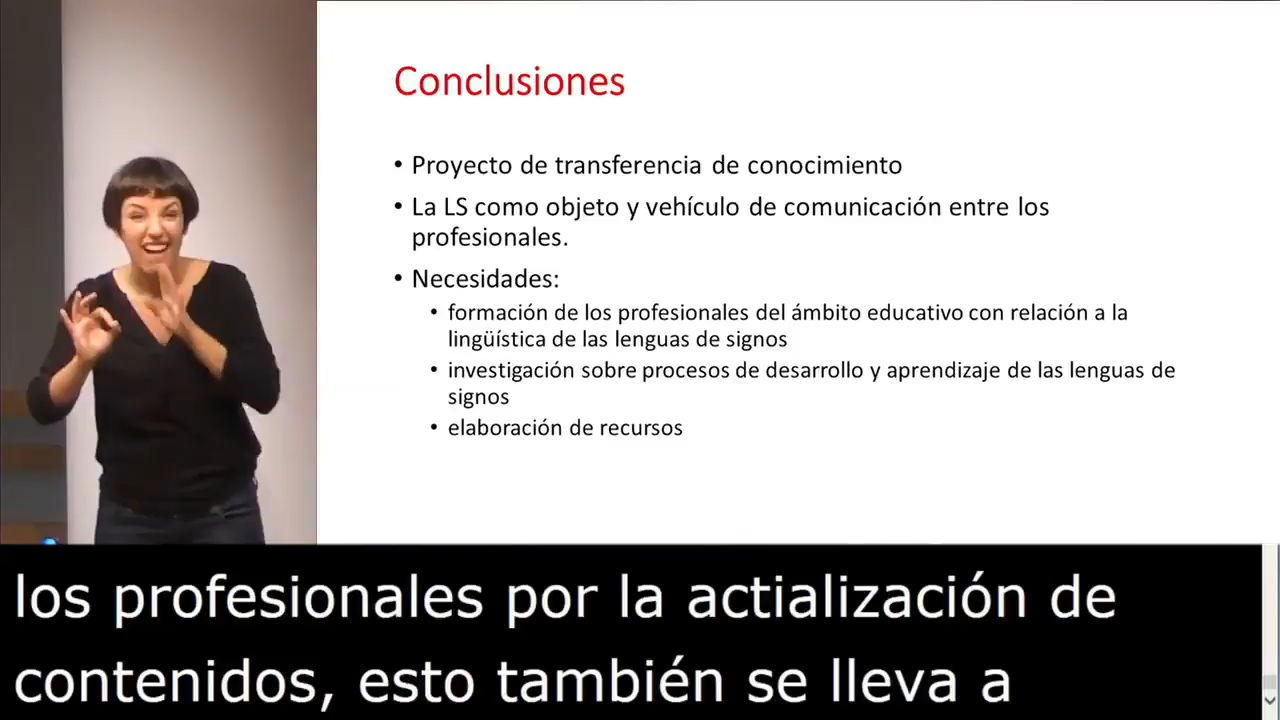 Conclusiones
• Proyecto de transferencia de conocimiento
• La LS como objeto y vehículo de comunicación entre los
profesionales.
• Necesidades:
• formación de los profesionales del ámbito educativo con relación a la
lingüística de las lenguas de signos
• investigación sobre procesos de desarrollo y aprendizaje de las lenguas de
signos
• elaboración de recursos
los profesionales por la actialización de
contenidos, esto también se lleva a